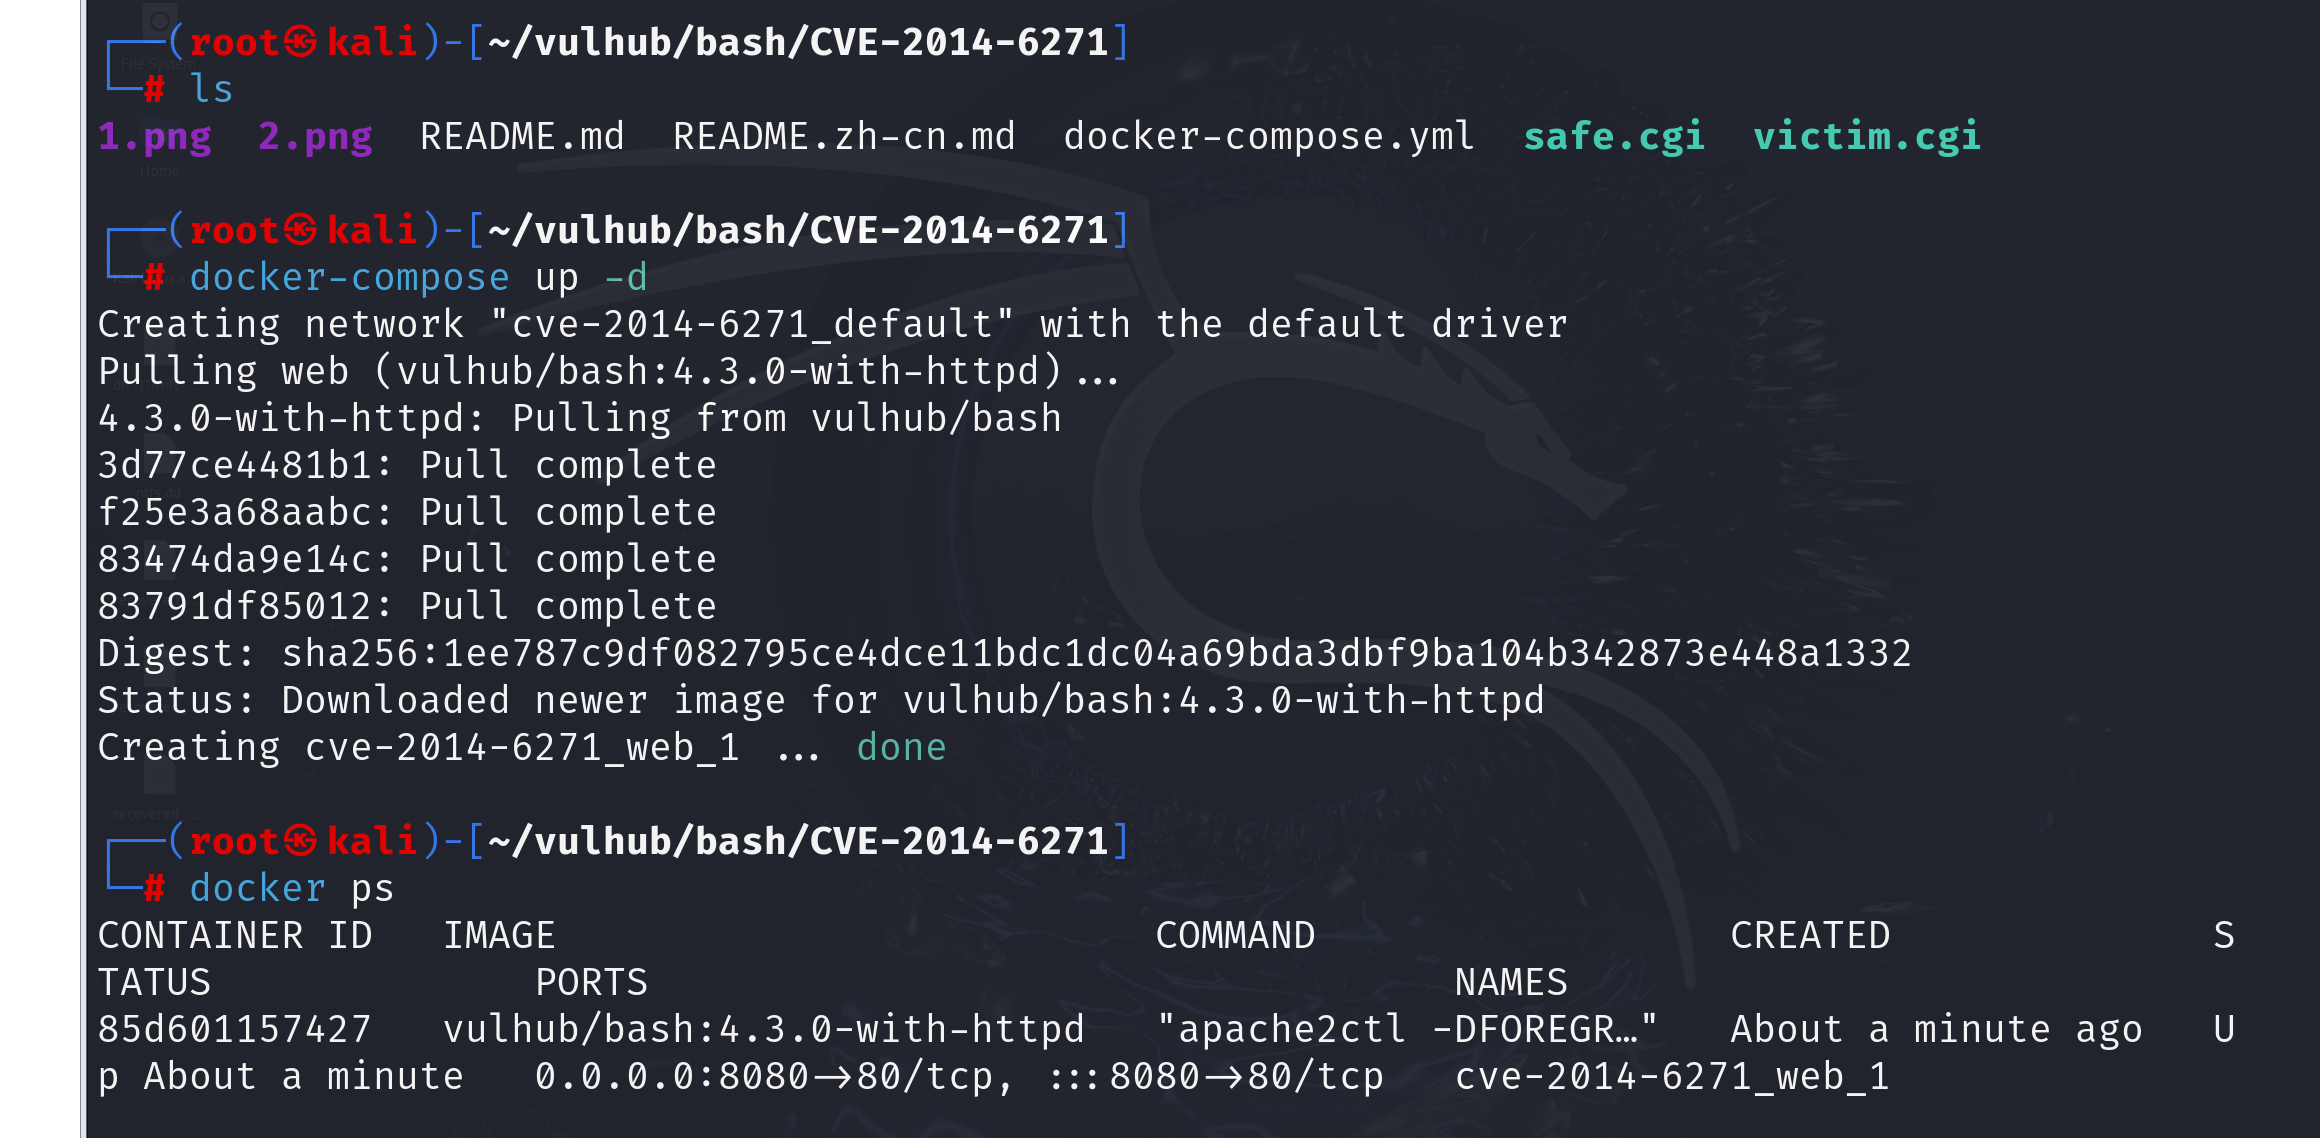 ┌──(root㉿kali)-[~/vulhub/bash/CVE-2014-6271]
└─# ls
1.png  2.png  README.md  README.zh-cn.md  docker-compose.yml  safe.cgi  victim.cgi
┌──(root㉿kali)-[~/vulhub/bash/CVE-2014-6271]
└─# docker-compose up -d
Creating network "cve-2014-6271_default" with the default driver
Pulling web (vulhub/bash:4.3.0-with-httpd)...
4.3.0-with-httpd: Pulling from vulhub/bash
3d77ce4481b1: Pull complete
f25e3a68aabc: Pull complete
83474da9e14c: Pull complete
83791df85012: Pull complete
Digest: sha256:1ee787c9df082795ce4dce11bdc1dc04a69bda3dbf9ba104b342873e448a1332
Status: Downloaded newer image for vulhub/bash:4.3.0-with-httpd
Creating cve-2014-6271_web_1 ... done
┌──(root㉿kali)-[~/vulhub/bash/CVE-2014-6271]
└─# docker ps
CONTAINER ID   IMAGE                          COMMAND                  CREATED              S
TATUS              PORTS                                   NAMES
85d601157427   vulhub/bash:4.3.0-with-httpd   "apache2ctl -DFOREGR…"   About a minute ago   U
p About a minute   0.0.0.0:8080->80/tcp, :::8080->80/tcp   cve-2014-6271_web_1
File System
Home
recovered_...